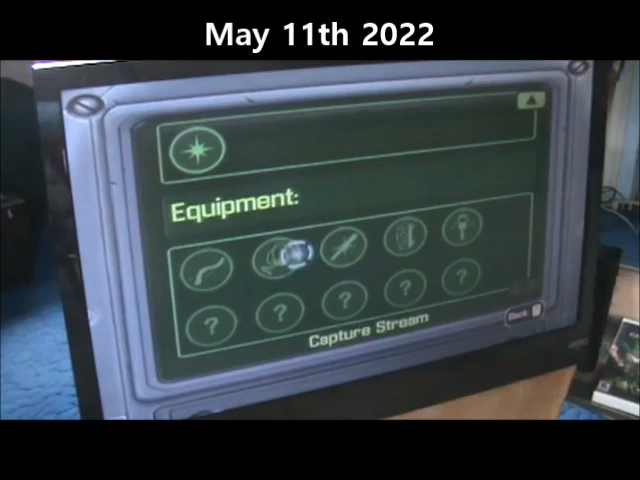 May 11th 2022
Equipment:
? ? ? ? ?
Capture Stream
Back